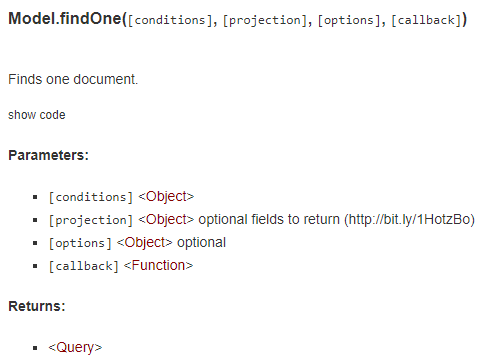 Model.findOne([conditions], [projection], [options], [callback])
Finds one document.
show code
Parameters:
▪ [conditions] <Object>
▪ [projection] <Object> optional fields to return (http://bit.ly/1HotzBo)
▪ [options] <Object> optional
▪ [callback] <Function>
Returns:
▪ <Query>